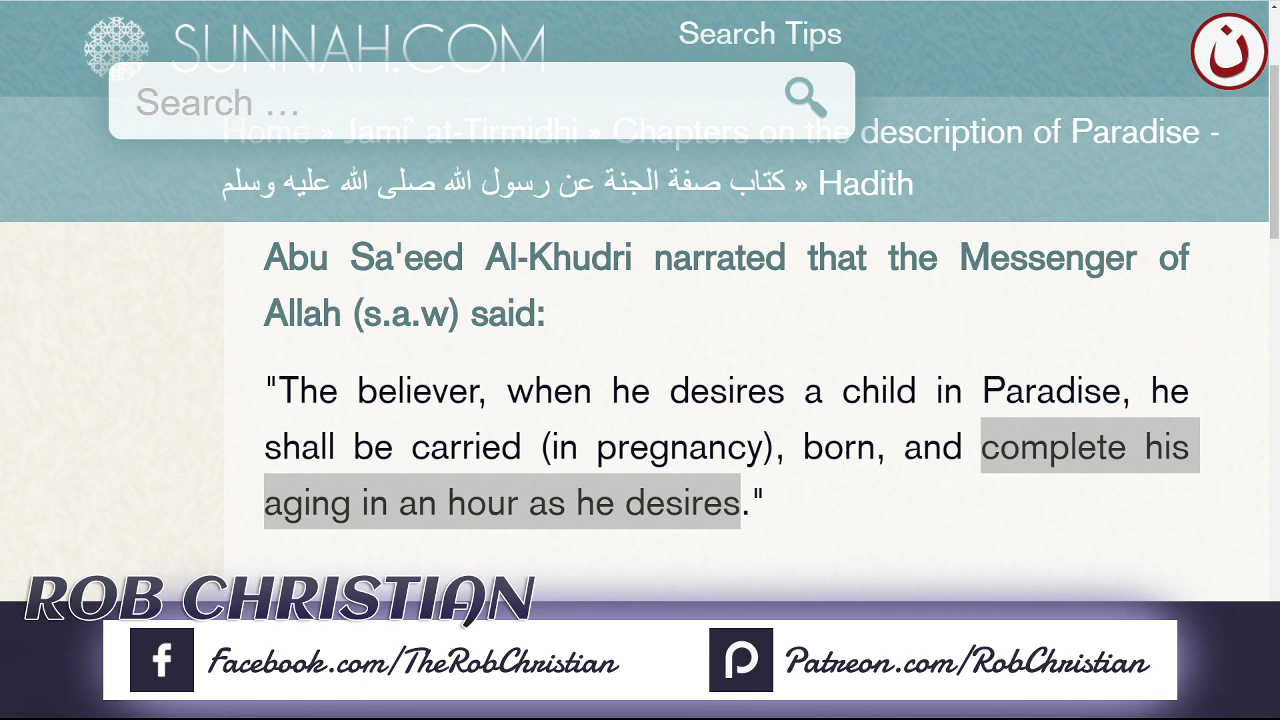 SUNNAH.COM
Search Tips
ن
Search ...
Home » Jami` at-Tirmidhi » Chapters on the description of Paradise -
كتاب صفة الجنة عن رسول الله صلى الله عليه وسلم » Hadith
Abu Sa'eed Al-Khudri narrated that the Messenger of
Allah (s.a.w) said:
"The believer, when he desires a child in Paradise, he
shall be carried (in pregnancy), born, and complete his
aging in an hour as he desires."
ROB CHRISTIAN
f Facebook.com/TheRobChristian
Patreon.com/RobChristian